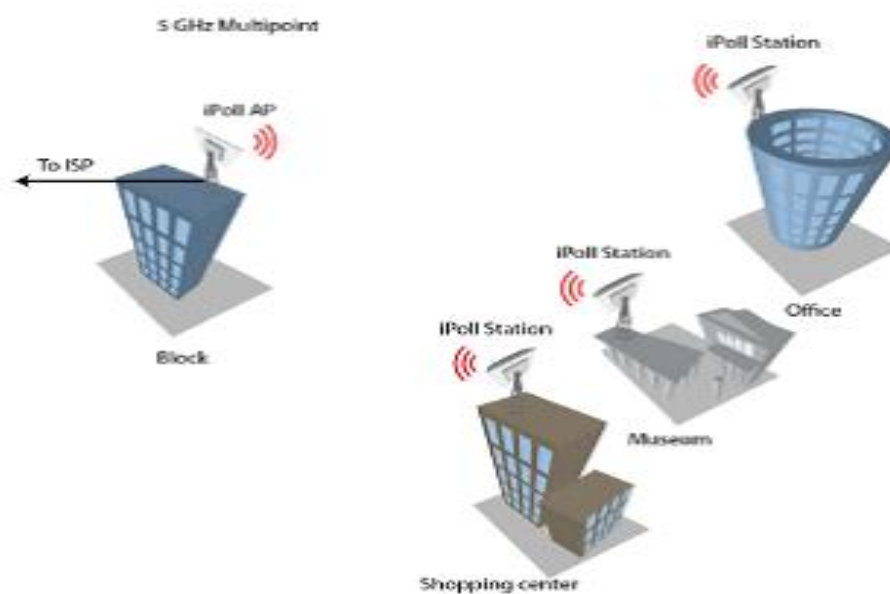 5 GHz Multipoint
iPoll Station
iPoll AP
To ISP
iPoll Station
Office
iPoll Station
Block
Museum
Shopping center